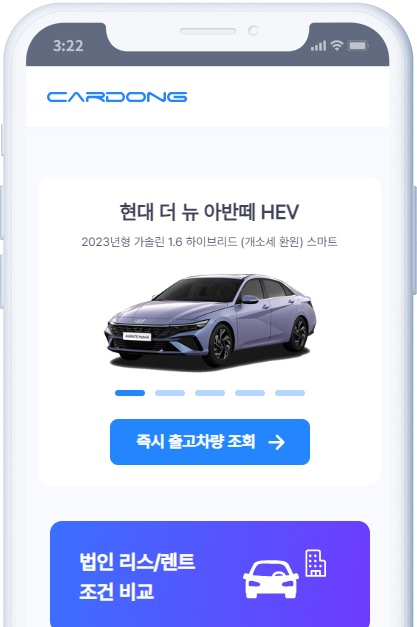 3:22
CARDONG
현대 더 뉴 아반떼 HEV
2023년형 가솔린 1.6 하이브리드 (개소세 환원) 스마트
즉시 출고차량 조회
법인 리스/렌트
조건 비교